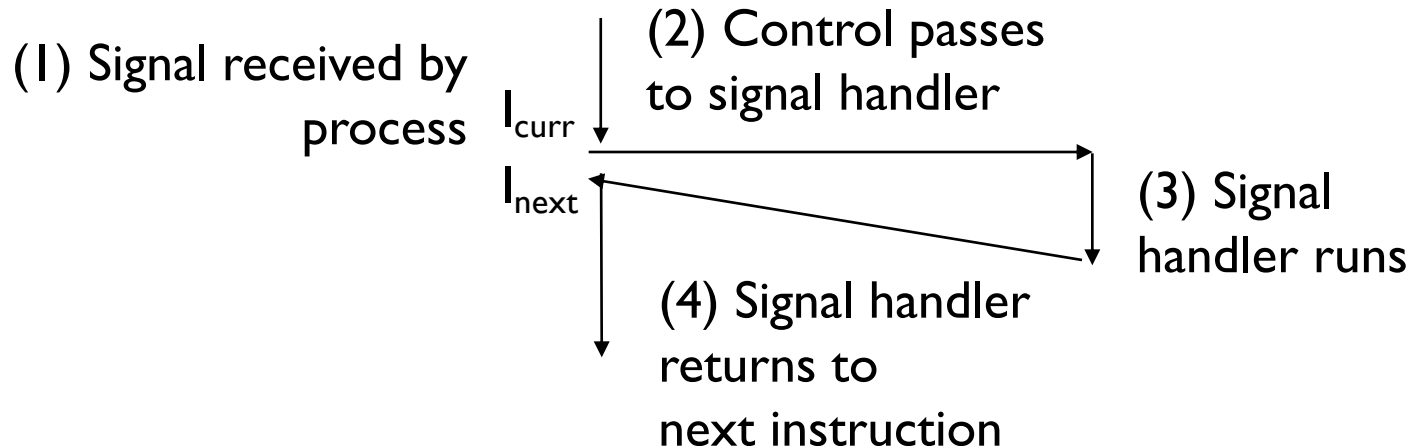 (1) Signal received by
process
I_curr
I_next
(2) Control passes
to signal handler
(3) Signal
handler runs
(4) Signal handler
returns to
next instruction